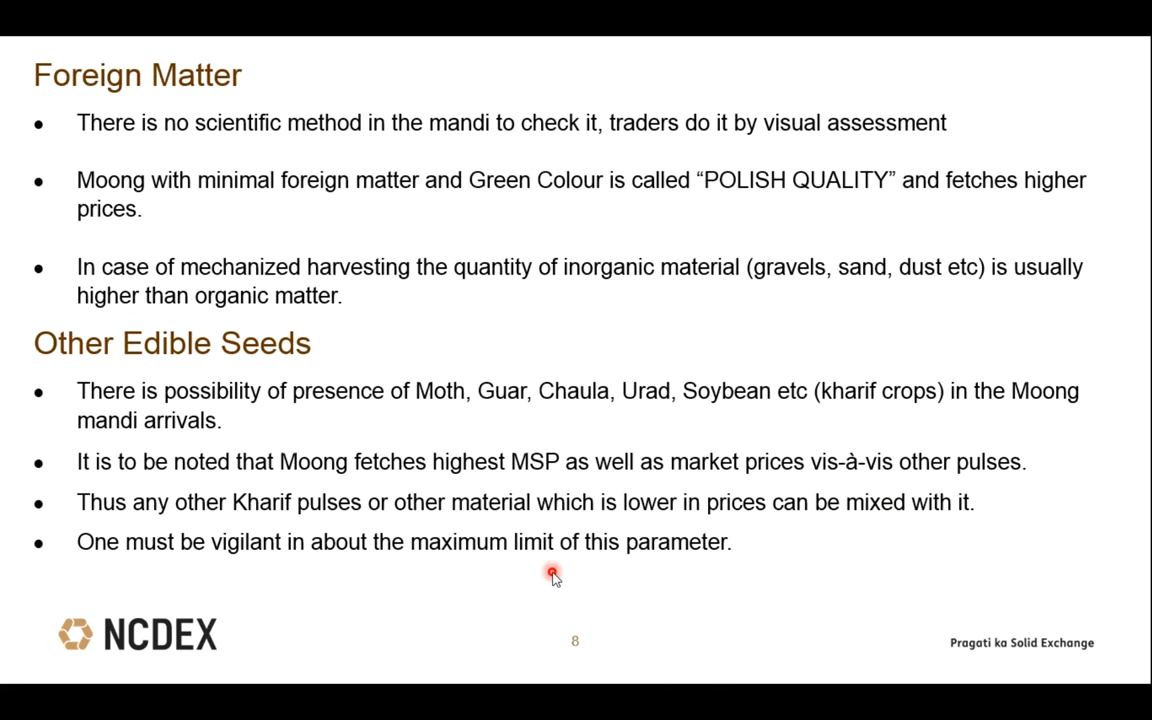 Foreign Matter
• There is no scientific method in the mandi to check it, traders do it by visual assessment
• Moong with minimal foreign matter and Green Colour is called “POLISH QUALITY” and fetches higher
prices.
• In case of mechanized harvesting the quantity of inorganic material (gravels, sand, dust etc) is usually
higher than organic matter.
Other Edible Seeds
• There is possibility of presence of Moth, Guar, Chaula, Urad, Soybean etc (kharif crops) in the Moong
mandi arrivals.
• It is to be noted that Moong fetches highest MSP as well as market prices vis-à-vis other pulses.
• Thus any other Kharif pulses or other material which is lower in prices can be mixed with it.
• One must be vigilant in about the maximum limit of this parameter.
NCDEX
8
Pragati ka Solid Exchange